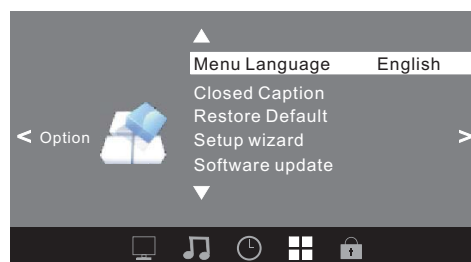 Menu Language English
Closed Caption
Restore Default
< Option >
Setup wizard
Software update